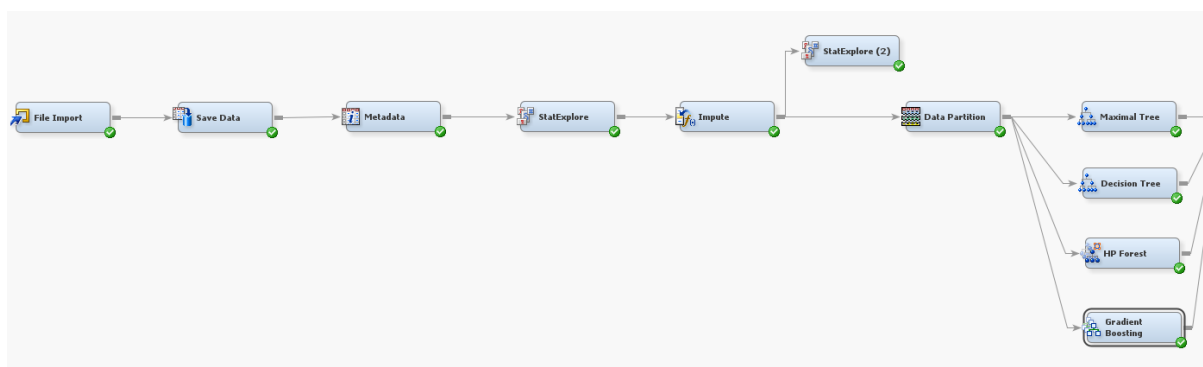 StatExplore (2)
File Import
Save Data
Metadata
StatExplore
Impute
Data Partition
Maximal Tree
Decision Tree
HP Forest
Gradient
Boosting